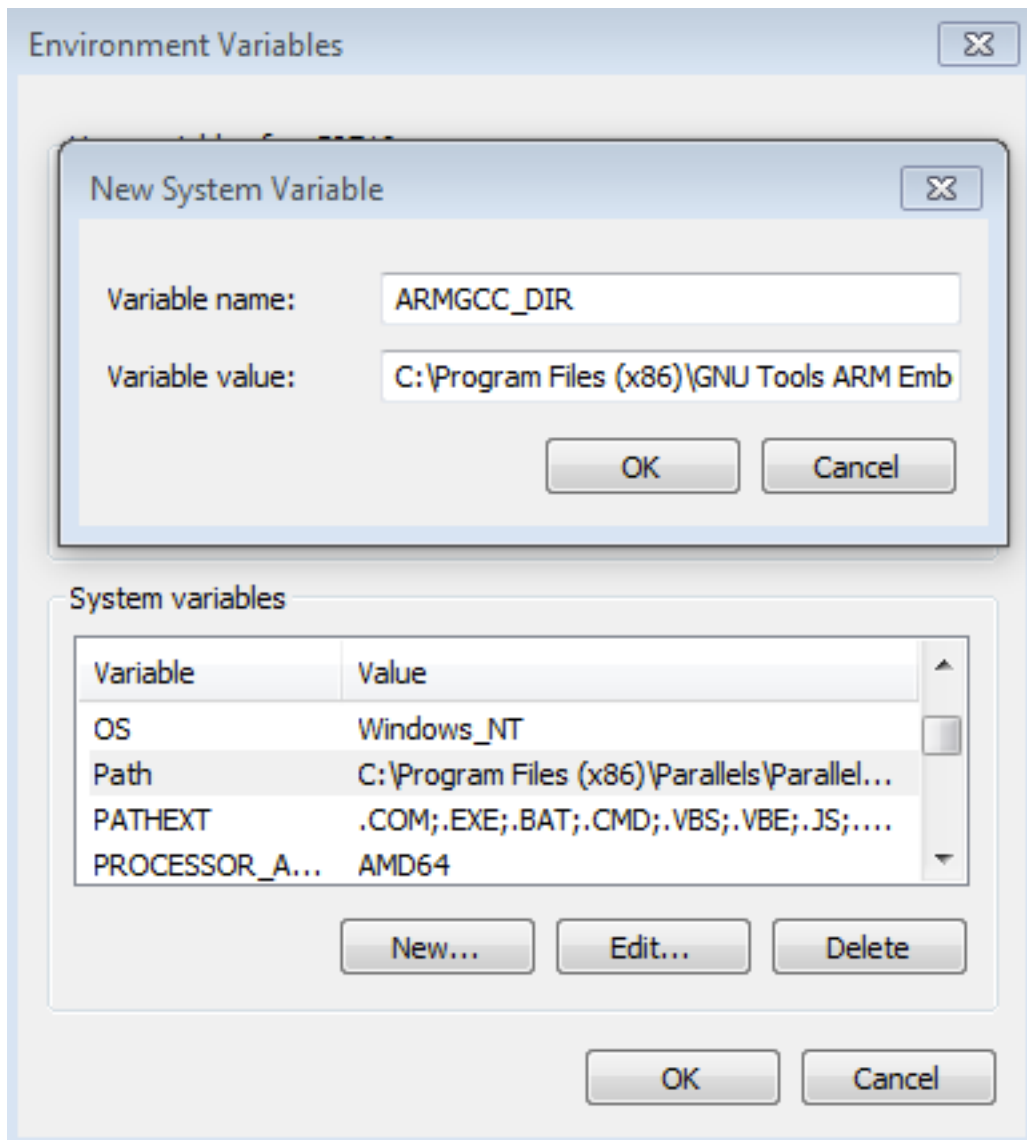 Environment Variables
New System Variable
Variable name: ARMGCC_DIR
Variable value: C:\Program Files (x86)\GNU Tools ARM Emb
OK Cancel
System variables
Variable Value
OS Windows_NT
Path C:\Program Files (x86)\Parallels\Parallel...
PATHEXT .COM;.EXE;.BAT;.CMD;.VBS;.VBE;.JS;....
PROCESSOR_A... AMD64
New... Edit... Delete
OK Cancel